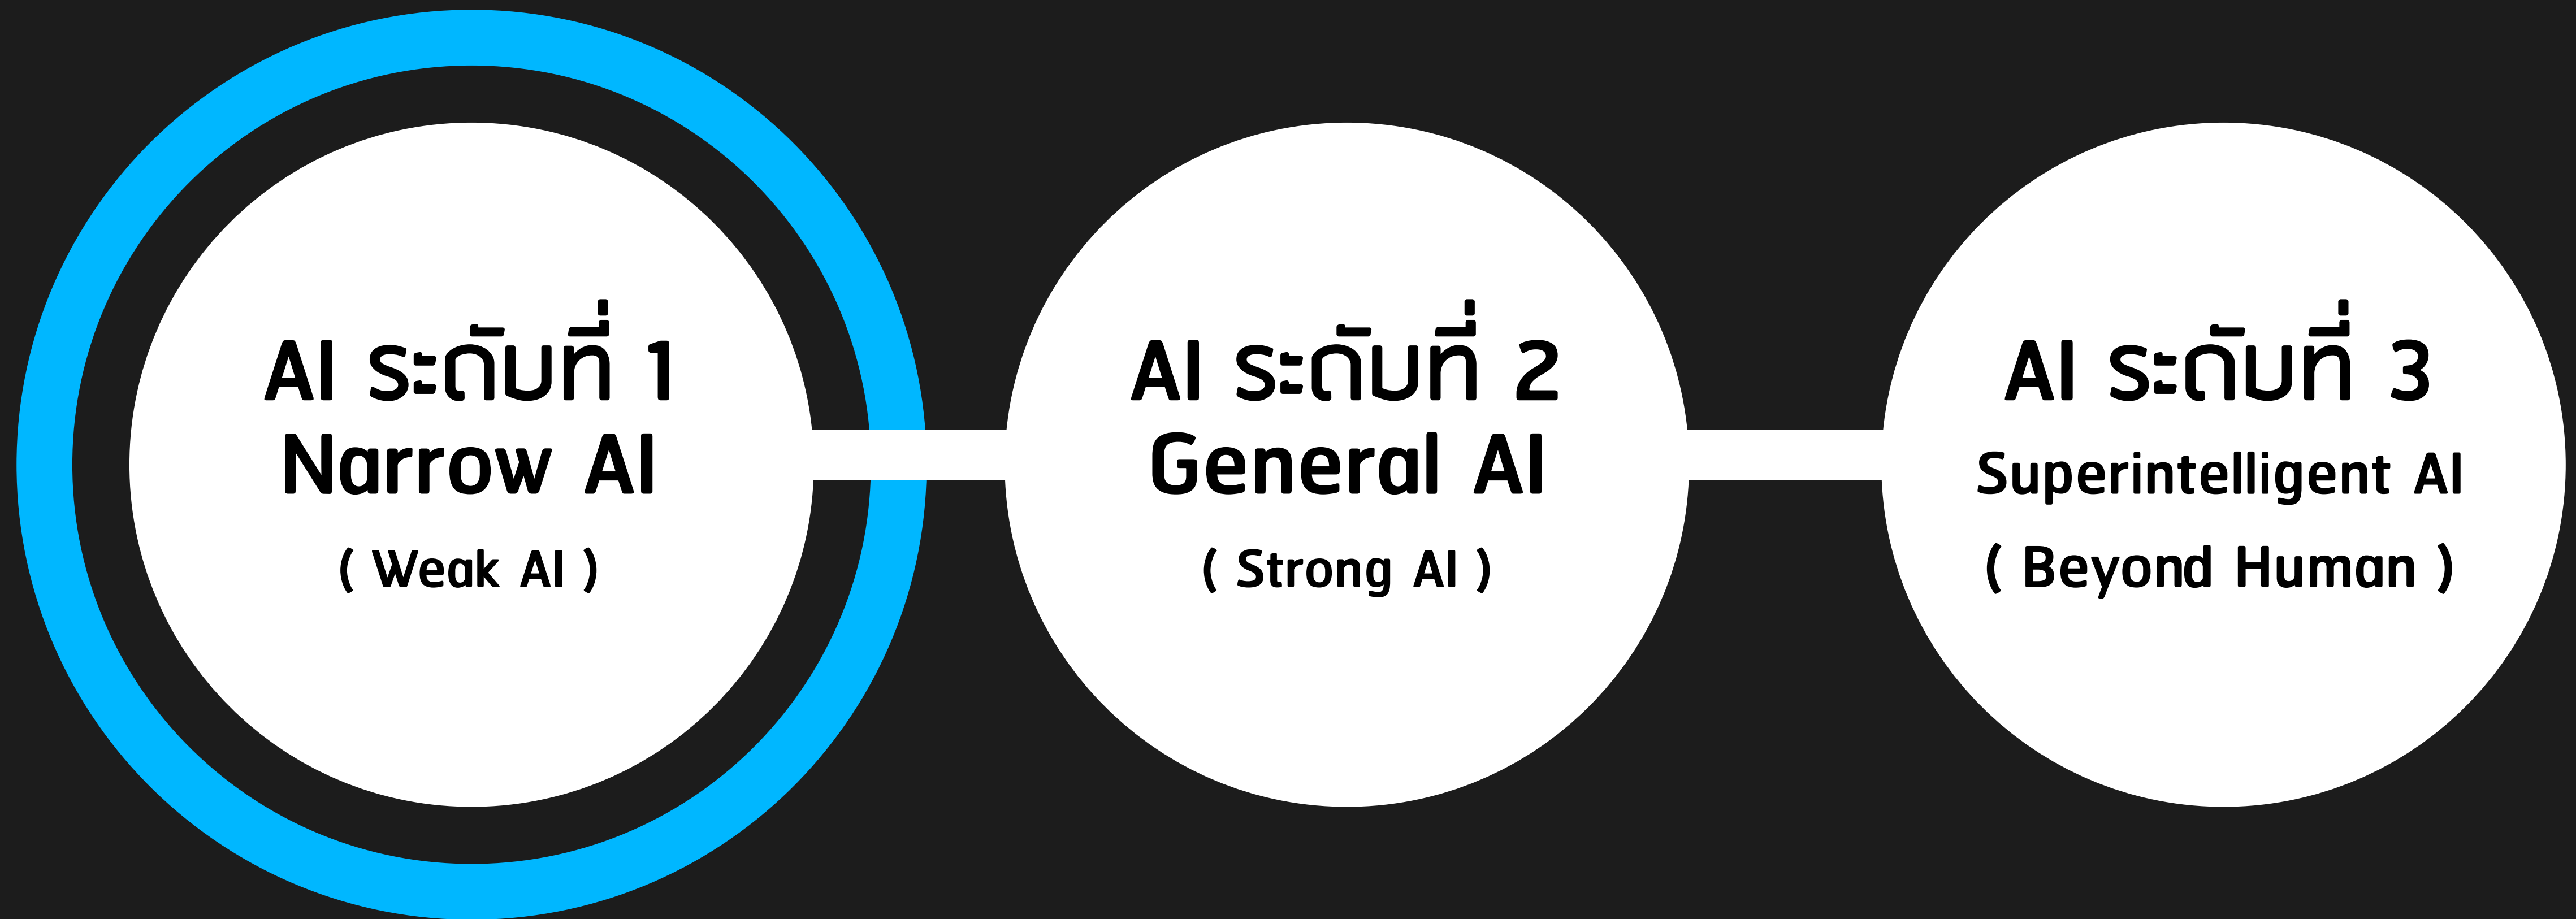 AI ระดับที่ 1
Narrow AI
( Weak AI )
AI ระดับที่ 2
General AI
( Strong AI )
AI ระดับที่ 3
Superintelligent AI
( Beyond Human )